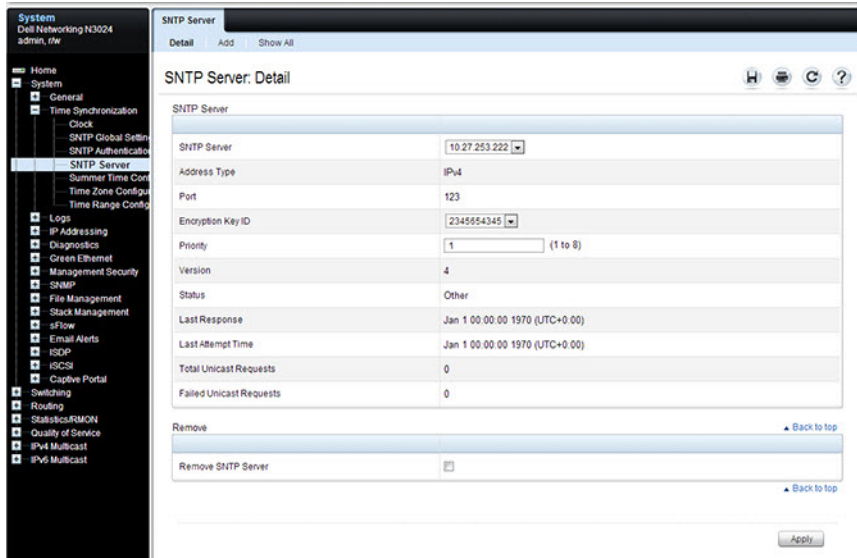 System
Dell Networking N3024
admin, r/w
Home
System
General
Time Synchronization
Clock
SNTP Global Settin
SNTP Authenticatio
SNTP Server
Summer Time Cont
Time Zone Configur
Time Range Config
Logs
IP Addressing
Diagnostics
Green Ethernet
Management Security
SNMP
File Management
Stack Management
sFlow
Email Alerts
ISDP
iSCSI
Captive Portal
Switching
Routing
Statistics/RMON
Quality of Service
IPv4 Multicast
IPv6 Multicast
SNTP Server
Detail Add Show All
SNTP Server: Detail
SNTP Server
SNTP Server 10.27.253.222
Address Type IPv4
Port 123
Encryption Key ID 2345654345
Priority 1 (1 to 8)
Version 4
Status Other
Last Response Jan 1 00:00:00 1970 (UTC+0:00)
Last Attempt Time Jan 1 00:00:00 1970 (UTC+0:00)
Total Unicast Requests 0
Failed Unicast Requests 0
Remove Back to top
Remove SNTP Server
Back to top
Apply